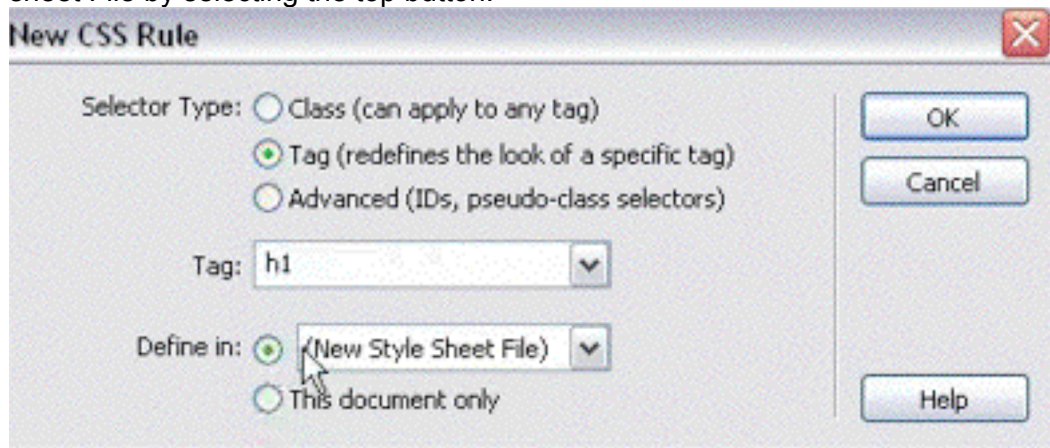 sheet File by selecting the top button.
New CSS Rule
Selector Type: Class (can apply to any tag)
Tag (redefines the look of a specific tag)
Advanced (IDs, pseudo-class selectors)
OK
Cancel
Tag: h1
Define in: (New Style Sheet File)
This document only
Help